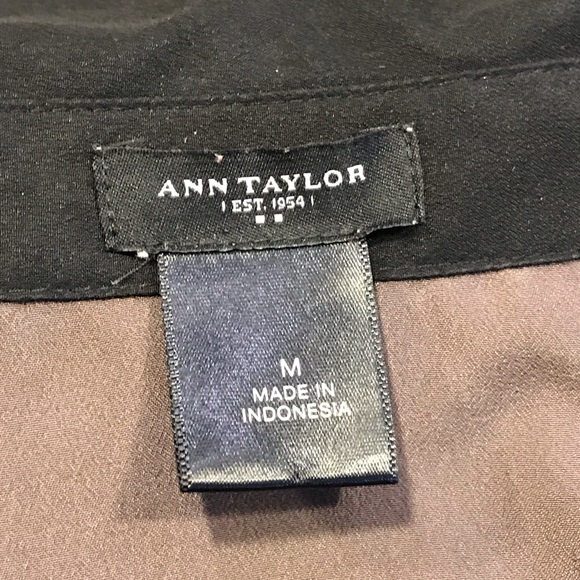 ANN TAYLOR
EST. 1954
M
MADE IN
INDONESIA